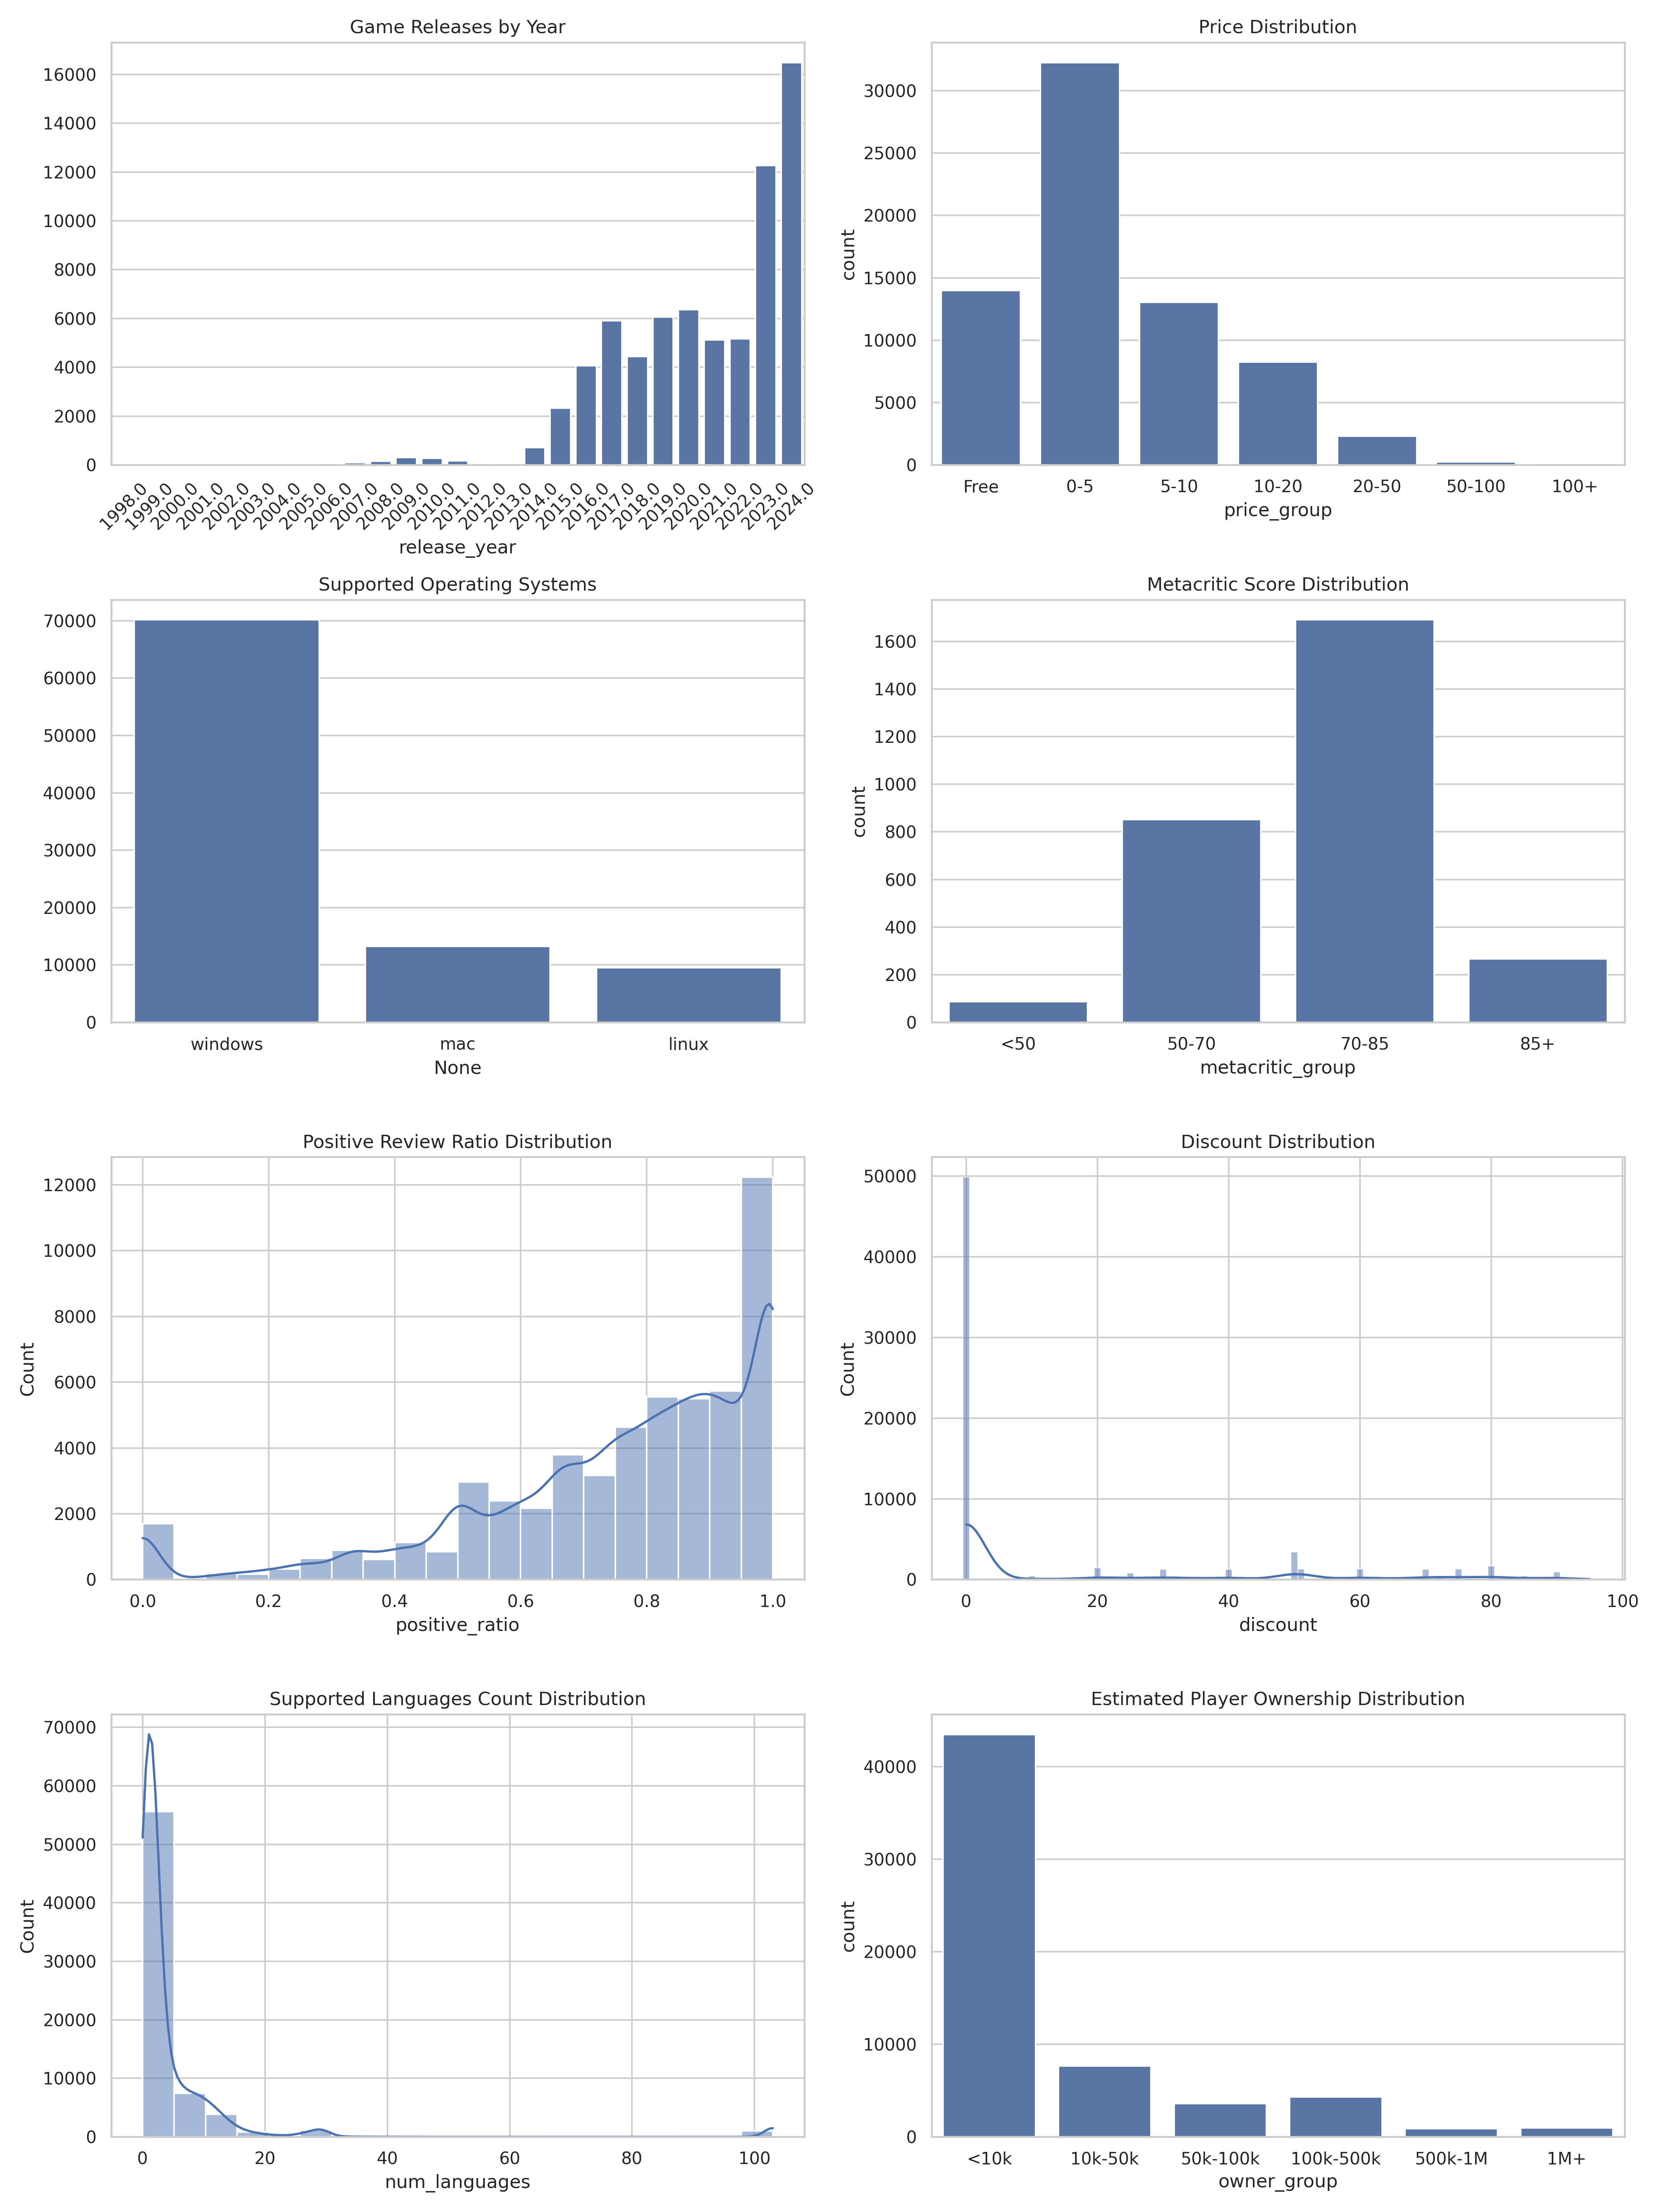 Game Releases by Year
16000
14000
12000
10000
8000
6000
4000
2000
0
1998.0 1999.0 2000.0 2001.0 2002.0 2003.0 2004.0 2005.0 2006.0 2007.0 2008.0 2009.0 2010.0 2011.0 2012.0 2013.0 2014.0 2015.0 2016.0 2017.0 2018.0 2019.0 2020.0 2021.0 2022.0 2023.0 2024.0
release_year
Price Distribution
count
30000
25000
20000
15000
10000
5000
0
Free 0-5 5-10 10-20 20-50 50-100 100+
price_group
Supported Operating Systems
70000
60000
50000
40000
30000
20000
10000
0
windows mac linux
None
Metacritic Score Distribution
count
1600
1400
1200
1000
800
600
400
200
0
<50 50-70 70-85 85+
metacritic_group
Positive Review Ratio Distribution
Count
12000
10000
8000
6000
4000
2000
0
0.0 0.2 0.4 0.6 0.8 1.0
positive_ratio
Discount Distribution
Count
50000
40000
30000
20000
10000
0
0 20 40 60 80 100
discount
Supported Languages Count Distribution
Count
70000
60000
50000
40000
30000
20000
10000
0
0 20 40 60 80 100
num_languages
Estimated Player Ownership Distribution
count
40000
30000
20000
10000
0
<10k 10k-50k 50k-100k 100k-500k 500k-1M 1M+
owner_group